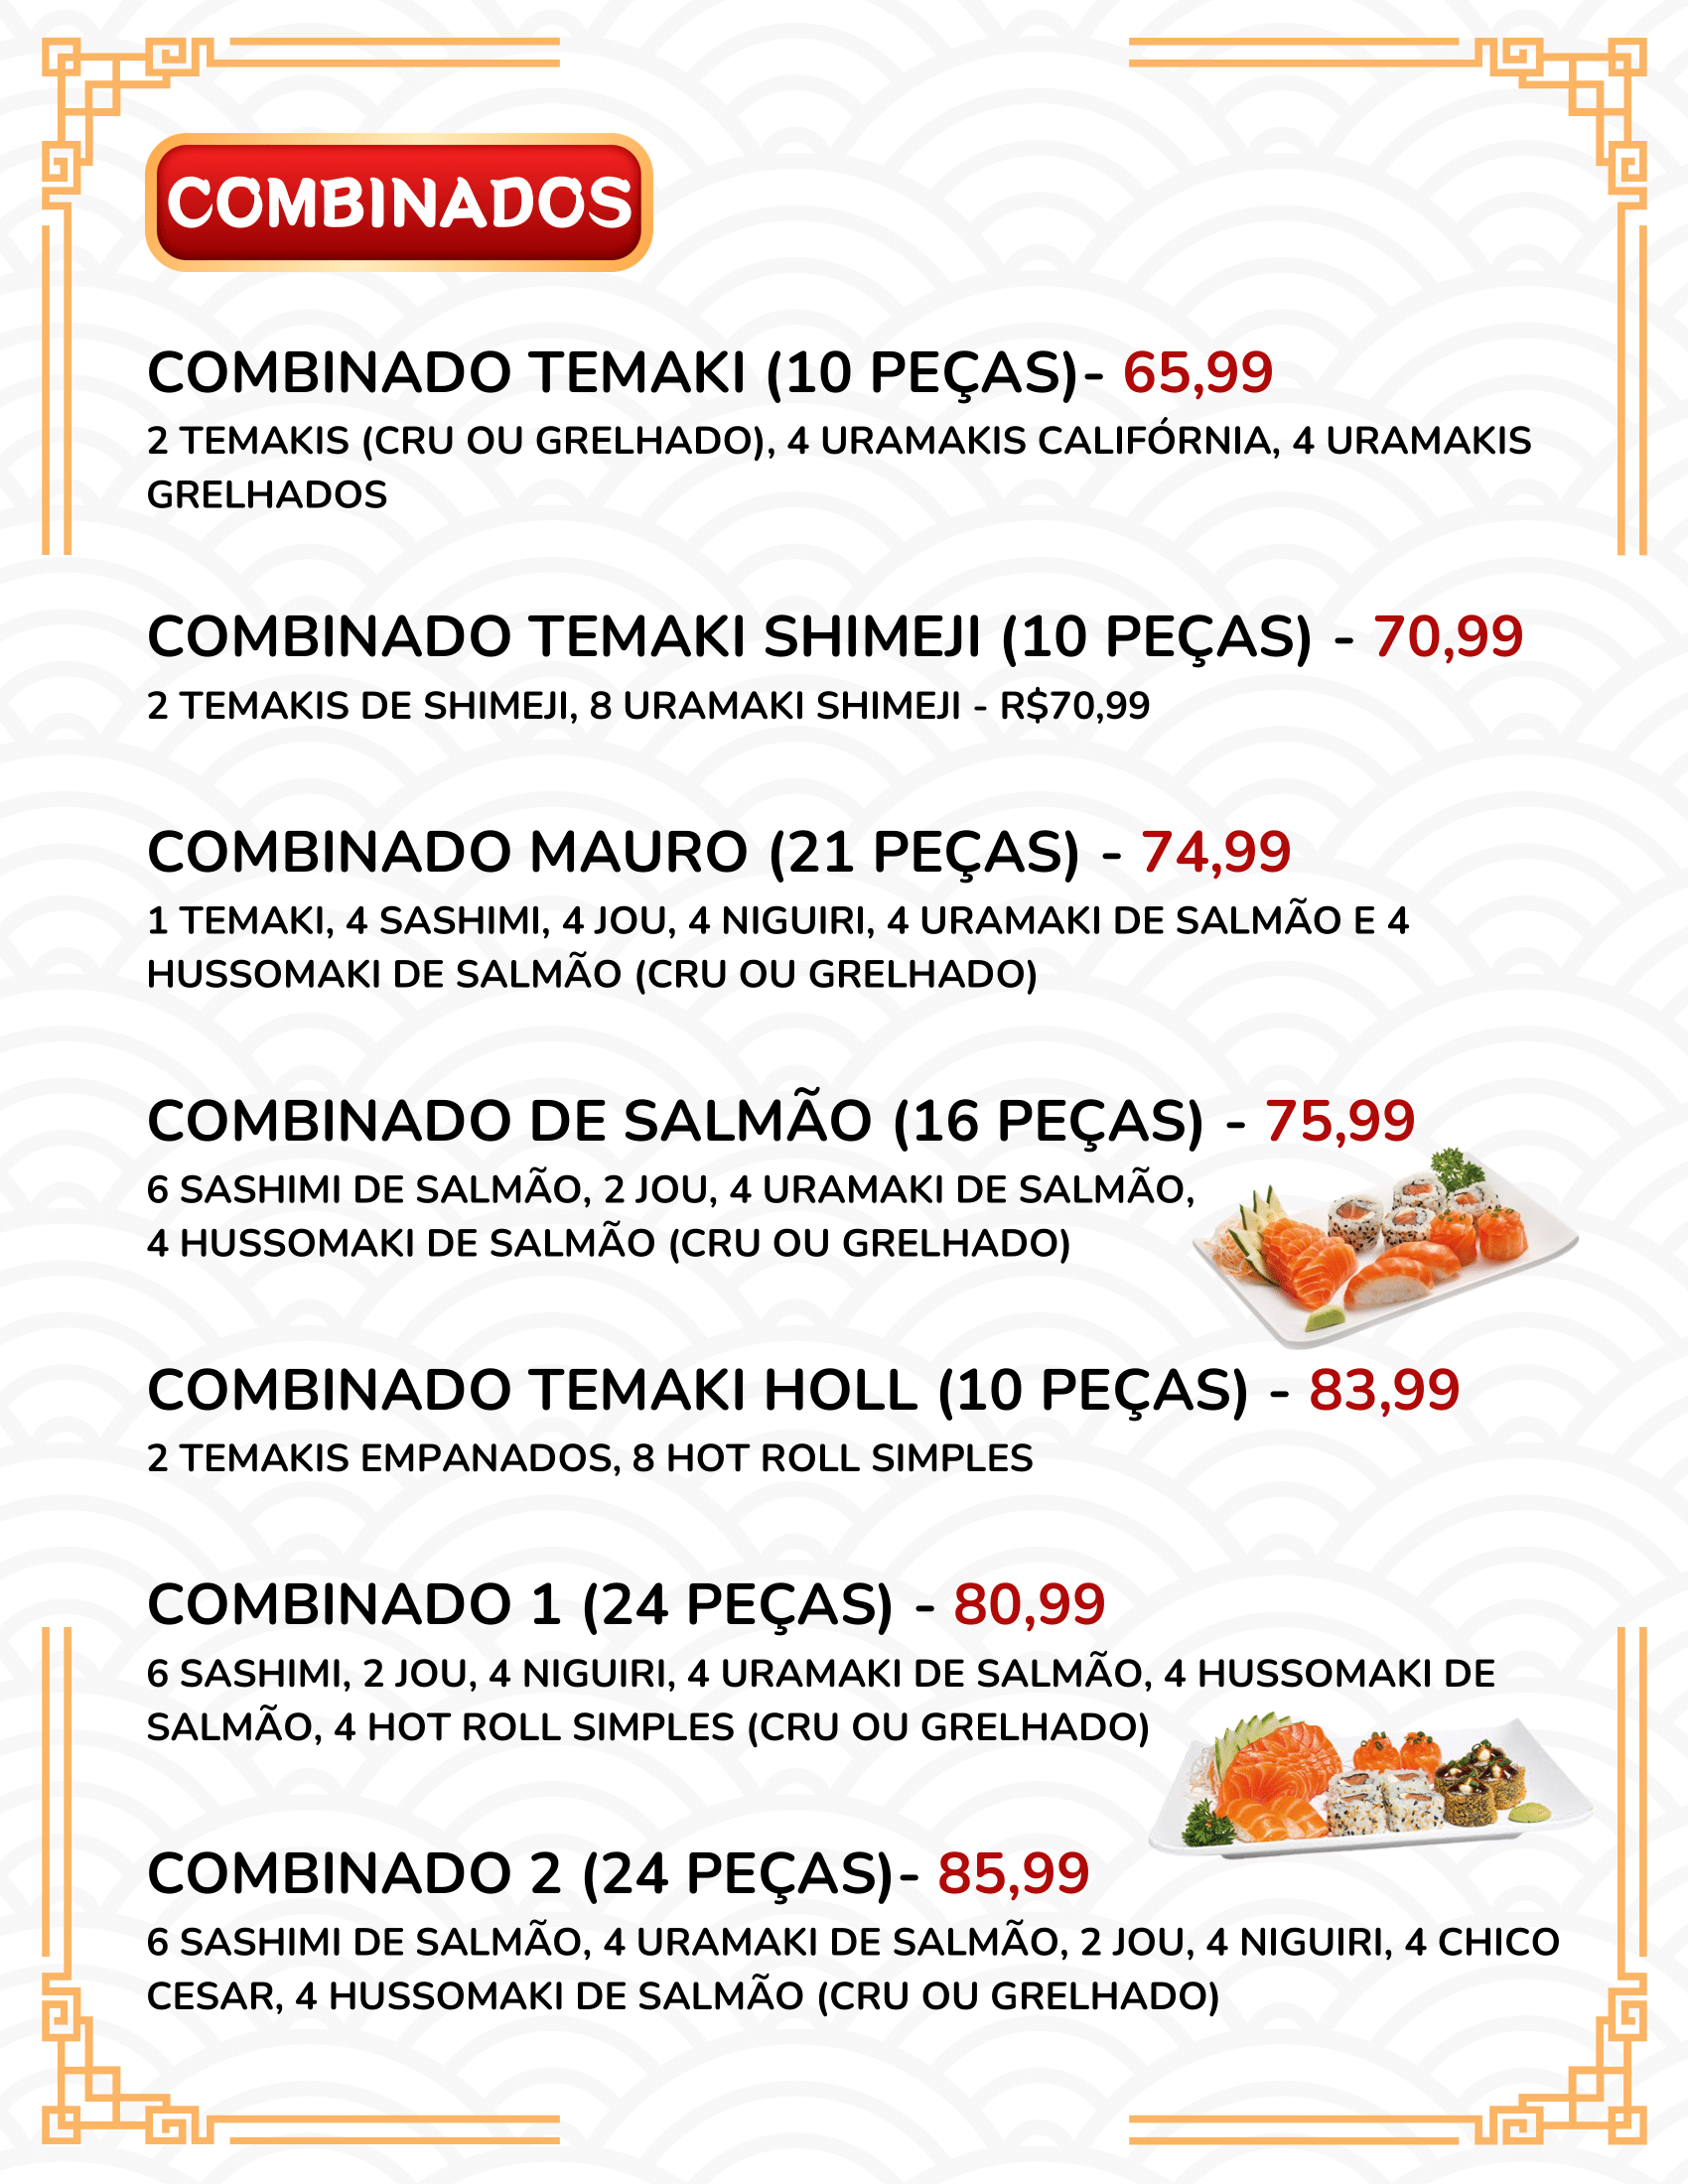 COMBINADOS
COMBINADO TEMAKI (10 PEÇAS)- 65,99
2 TEMAKIS (CRU OU GRELHADO), 4 URAMAKIS CALIFÓRNIA, 4 URAMAKIS
GRELHADOS
COMBINADO TEMAKI SHIMEJI (10 PEÇAS) - 70,99
2 TEMAKIS DE SHIMEJI, 8 URAMAKI SHIMEJI - R$70,99
COMBINADO MAURO (21 PEÇAS) - 74,99
1 TEMAKI, 4 SASHIMI, 4 JOU, 4 NIGUIRI, 4 URAMAKI DE SALMÃO E 4
HUSSOMAKI DE SALMÃO (CRU OU GRELHADO)
COMBINADO DE SALMÃO (16 PEÇAS) - 75,99
6 SASHIMI DE SALMÃO, 2 JOU, 4 URAMAKI DE SALMÃO,
4 HUSSOMAKI DE SALMÃO (CRU OU GRELHADO)
COMBINADO TEMAKI HOLL (10 PEÇAS) - 83,99
2 TEMAKIS EMPANADOS, 8 HOT ROLL SIMPLES
COMBINADO 1 (24 PEÇAS) - 80,99
6 SASHIMI, 2 JOU, 4 NIGUIRI, 4 URAMAKI DE SALMÃO, 4 HUSSOMAKI DE
SALMÃO, 4 HOT ROLL SIMPLES (CRU OU GRELHADO)
COMBINADO 2 (24 PEÇAS)- 85,99
6 SASHIMI DE SALMÃO, 4 URAMAKI DE SALMÃO, 2 JOU, 4 NIGUIRI, 4 CHICO
CESAR, 4 HUSSOMAKI DE SALMÃO (CRU OU GRELHADO)